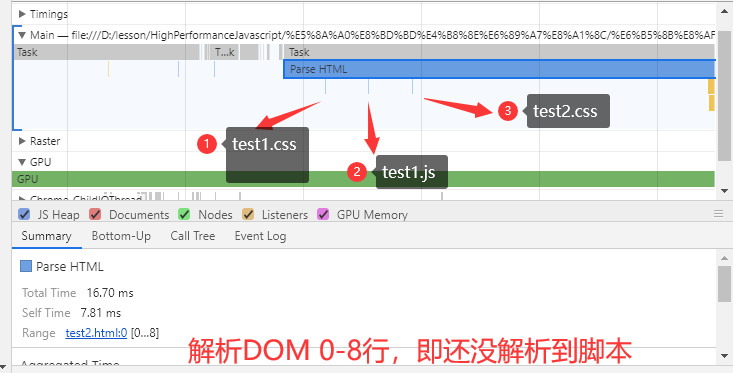 Timings
Main — file:///D:/lesson/HighPerformanceJavascript/%E5%8A%A0%E8%BD%BD%E4%B8%8E%E6%89%A7%E8%A1%8C/%E6%B5%8B%E8%AF
Task T...k Task
Parse HTML
3 test2.css
1 test1.css
Raster
GPU
2 test1.js
GPU
Chrome ChildIOThread
JS Heap Documents Nodes Listeners GPU Memory
Summary Bottom-Up Call Tree Event Log
Parse HTML
Total Time 16.70 ms
Self Time 7.81 ms
Range test2.html:0 [0…8]
解析DOM 0-8行，即还没解析到脚本
Aggregated Time